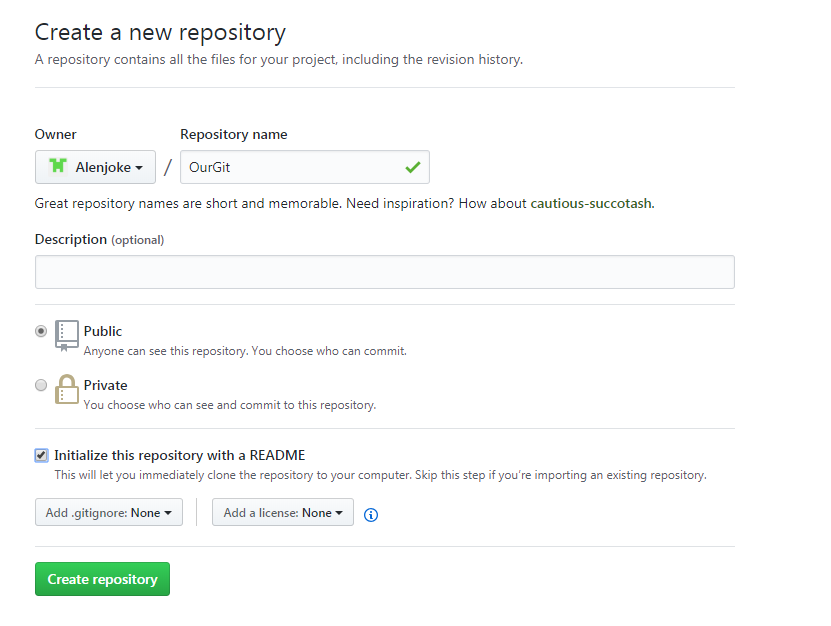 Create a new repository
A repository contains all the files for your project, including the revision history.
Owner Repository name
Alenjoke / OurGit
Great repository names are short and memorable. Need inspiration? How about cautious-succotash.
Description (optional)
Public
Anyone can see this repository. You choose who can commit.
Private
You choose who can see and commit to this repository.
Initialize this repository with a README
This will let you immediately clone the repository to your computer. Skip this step if you're importing an existing repository.
Add .gitignore: None Add a license: None
Create repository